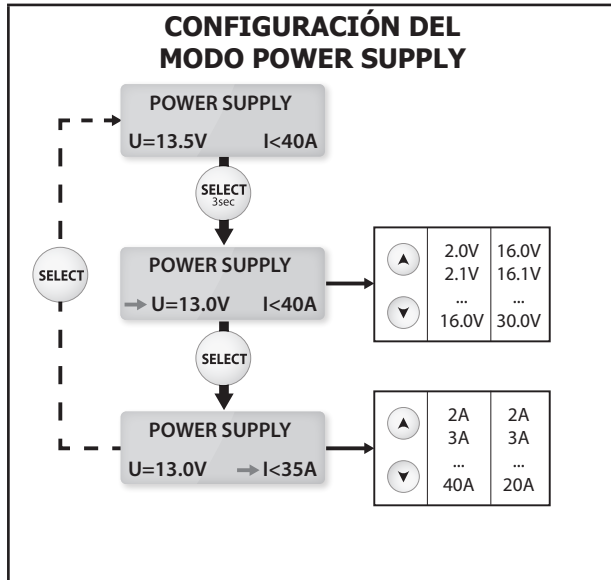 CONFIGURACIÓN DEL
MODO POWER SUPPLY
POWER SUPPLY
U=13.5V I<40A
SELECT
3sec
SELECT
POWER SUPPLY
U=13.0V I<40A
2.0V 16.0V
2.1V 16.1V
... ...
16.0V 30.0V
SELECT
POWER SUPPLY
U=13.0V I<35A
2A 2A
3A 3A
... ...
40A 20A